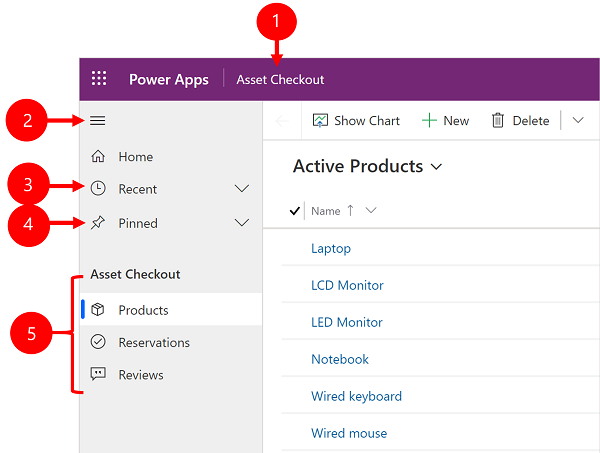 1
Power Apps Asset Checkout
2
Show Chart New Delete
Home
3
Recent
Active Products
4
Pinned
Name
Asset Checkout
Laptop
5
Products
LCD Monitor
Reservations
LED Monitor
Reviews
Notebook
Wired keyboard
Wired mouse